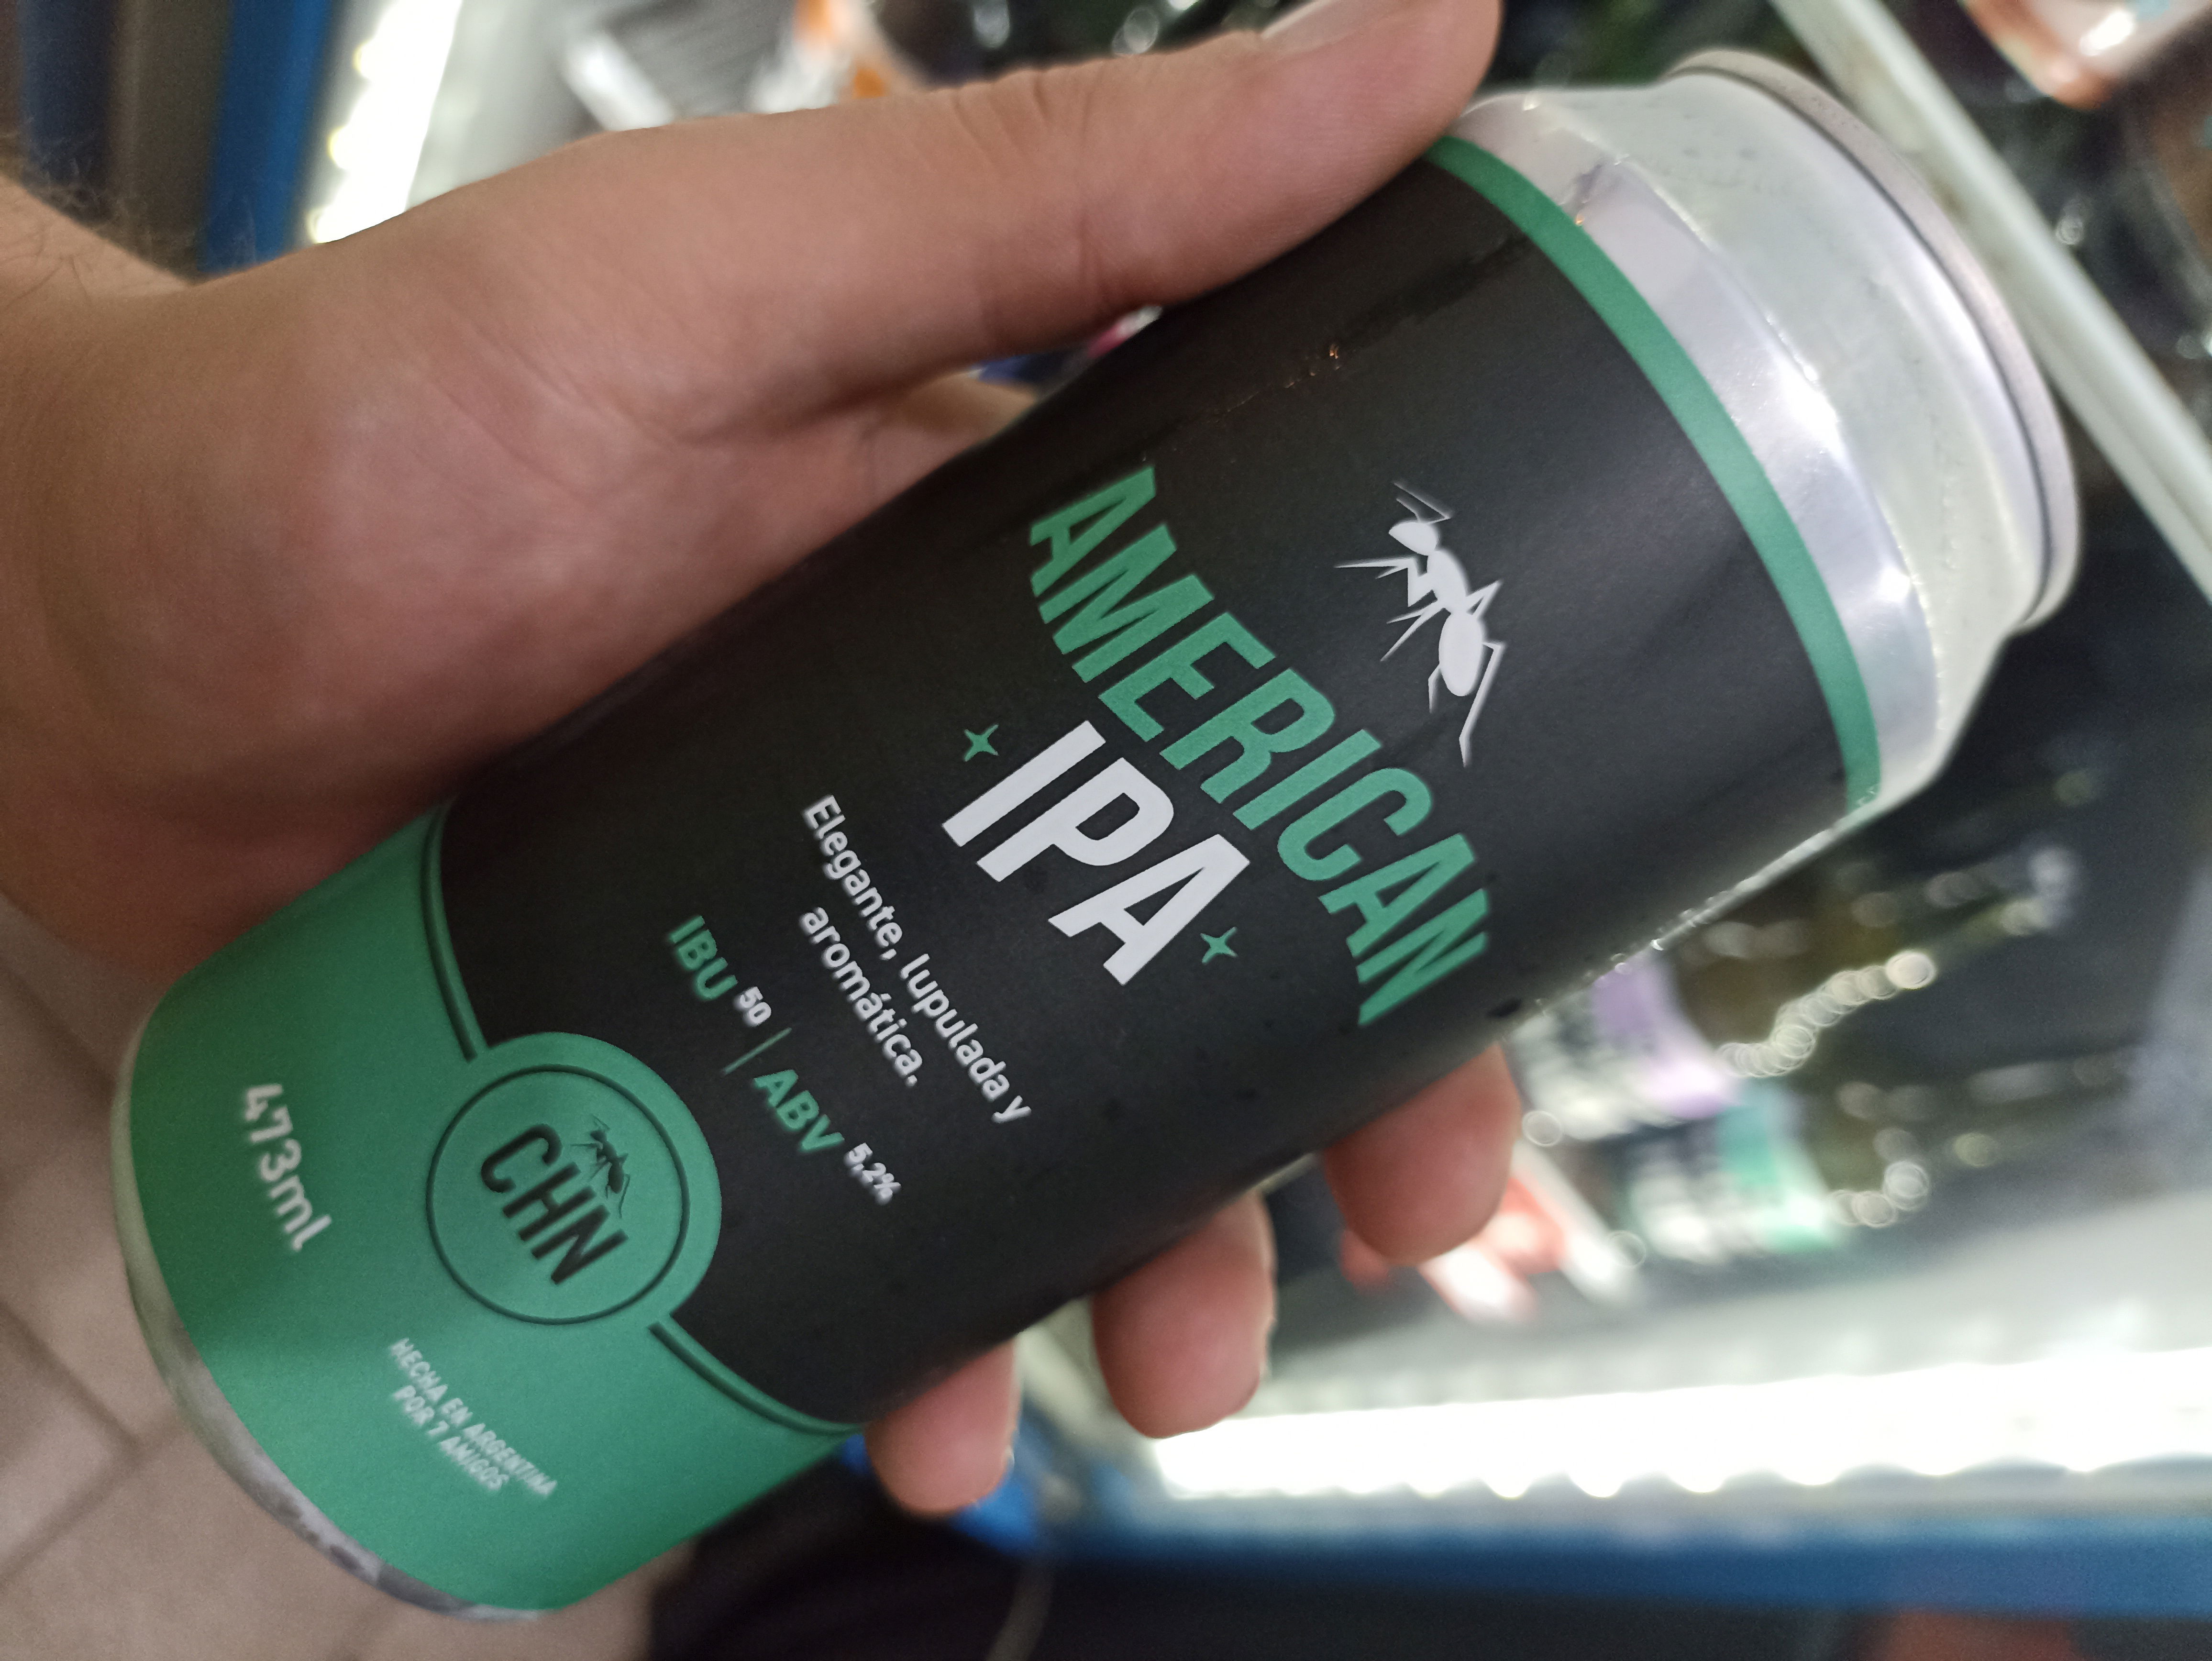 AMERICAN
IPA
Elegante, lupulada y
aromática.
IBU 50 | ABV 5,2%
CHN
473ml
HECHA EN ARGENTINA
POR 7 AMIGOS